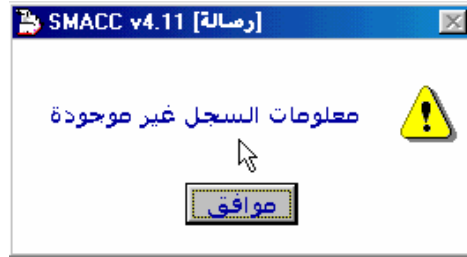 SMACC v4.11 [رسالة]
معلومات السجل غير موجودة
موافق